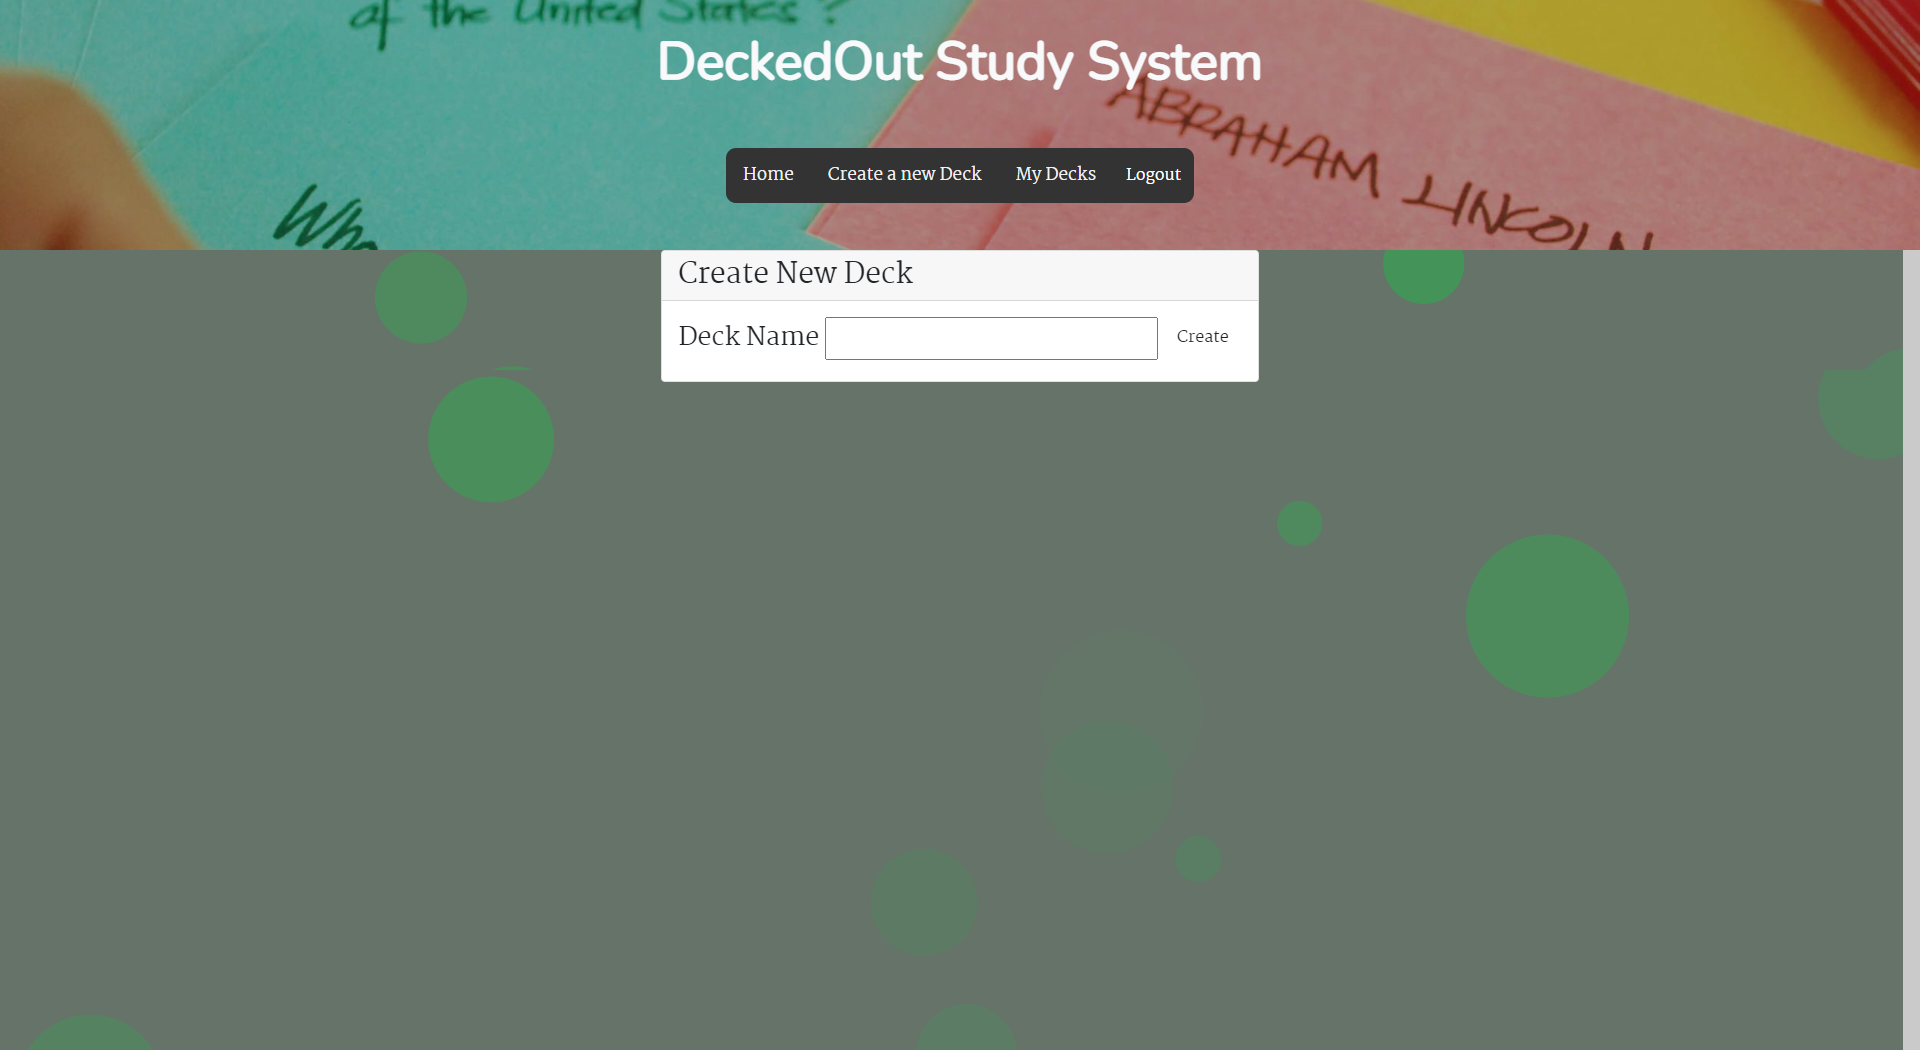 of the United States?
DeckedOut Study System
ABRAHAM LINCOLN
Home Create a new Deck My Decks Logout
Who
Create New Deck
Deck Name Create